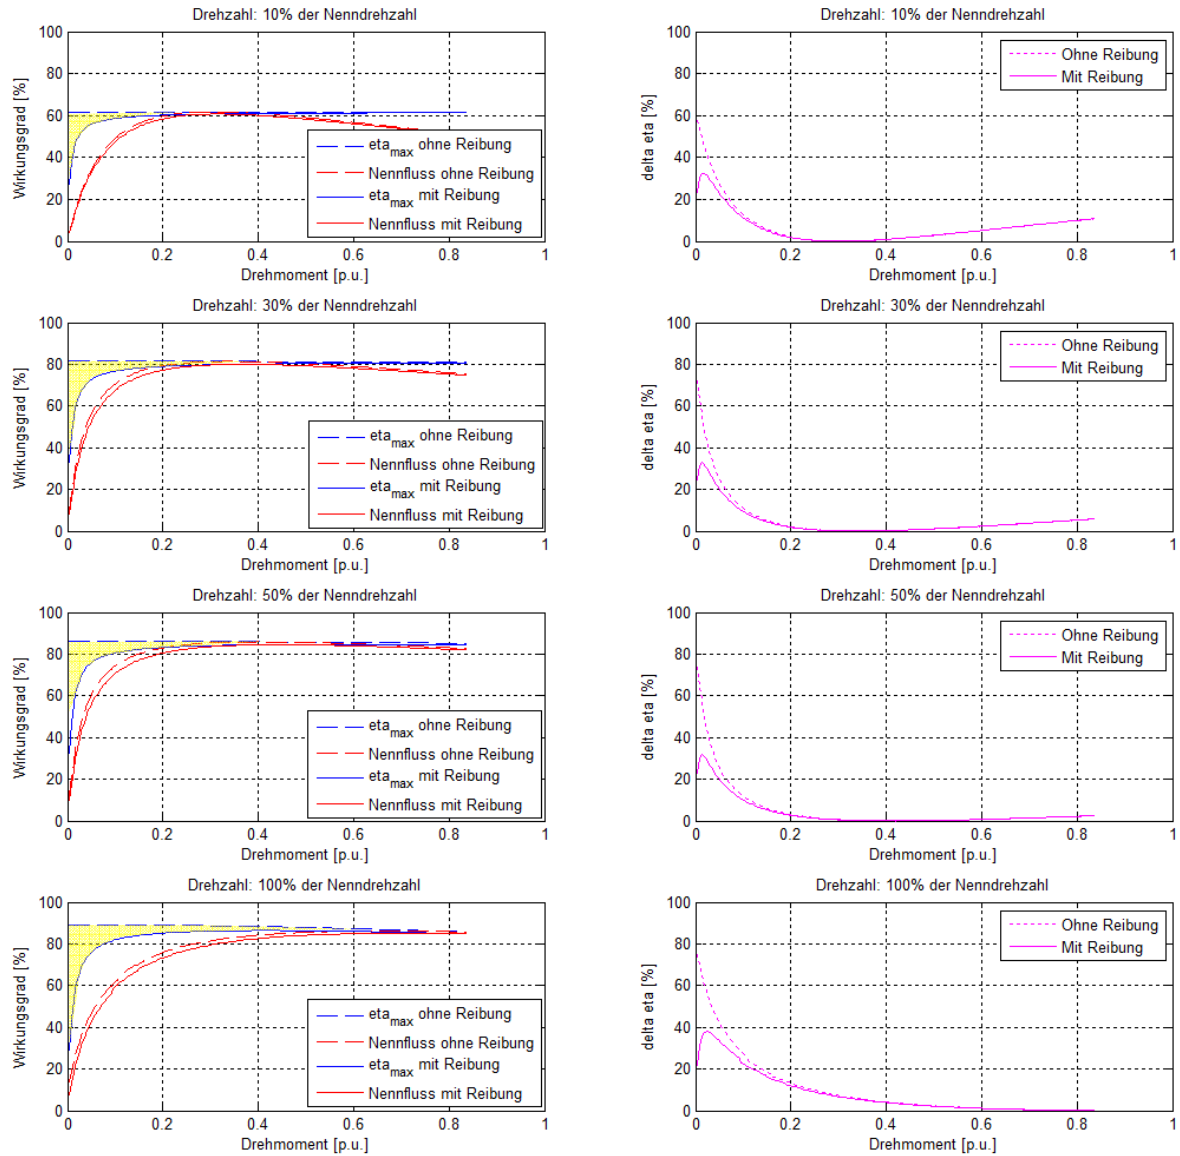 Drehzahl: 10% der Nenndrehzahl
100
80
60
40
20
0
Wirkungsgrad [%]
eta_max ohne Reibung
Nennfluss ohne Reibung
eta_max mit Reibung
Nennfluss mit Reibung
0 0.2 0.4 0.6 0.8 1
Drehmoment [p.u.]
Drehzahl: 10% der Nenndrehzahl
100
80
60
40
20
0
delta eta [%]
Ohne Reibung
Mit Reibung
0 0.2 0.4 0.6 0.8 1
Drehmoment [p.u.]
Drehzahl: 30% der Nenndrehzahl
100
80
60
40
20
0
Wirkungsgrad [%]
eta_max ohne Reibung
Nennfluss ohne Reibung
eta_max mit Reibung
Nennfluss mit Reibung
0 0.2 0.4 0.6 0.8 1
Drehmoment [p.u.]
Drehzahl: 30% der Nenndrehzahl
100
80
60
40
20
0
delta eta [%]
Ohne Reibung
Mit Reibung
0 0.2 0.4 0.6 0.8 1
Drehmoment [p.u.]
Drehzahl: 50% der Nenndrehzahl
100
80
60
40
20
0
Wirkungsgrad [%]
eta_max ohne Reibung
Nennfluss ohne Reibung
eta_max mit Reibung
Nennfluss mit Reibung
0 0.2 0.4 0.6 0.8 1
Drehmoment [p.u.]
Drehzahl: 50% der Nenndrehzahl
100
80
60
40
20
0
delta eta [%]
Ohne Reibung
Mit Reibung
0 0.2 0.4 0.6 0.8 1
Drehmoment [p.u.]
Drehzahl: 100% der Nenndrehzahl
100
80
60
40
20
0
Wirkungsgrad [%]
eta_max ohne Reibung
Nennfluss ohne Reibung
eta_max mit Reibung
Nennfluss mit Reibung
0 0.2 0.4 0.6 0.8 1
Drehmoment [p.u.]
Drehzahl: 100% der Nenndrehzahl
100
80
60
40
20
0
delta eta [%]
Ohne Reibung
Mit Reibung
0 0.2 0.4 0.6 0.8 1
Drehmoment [p.u.]